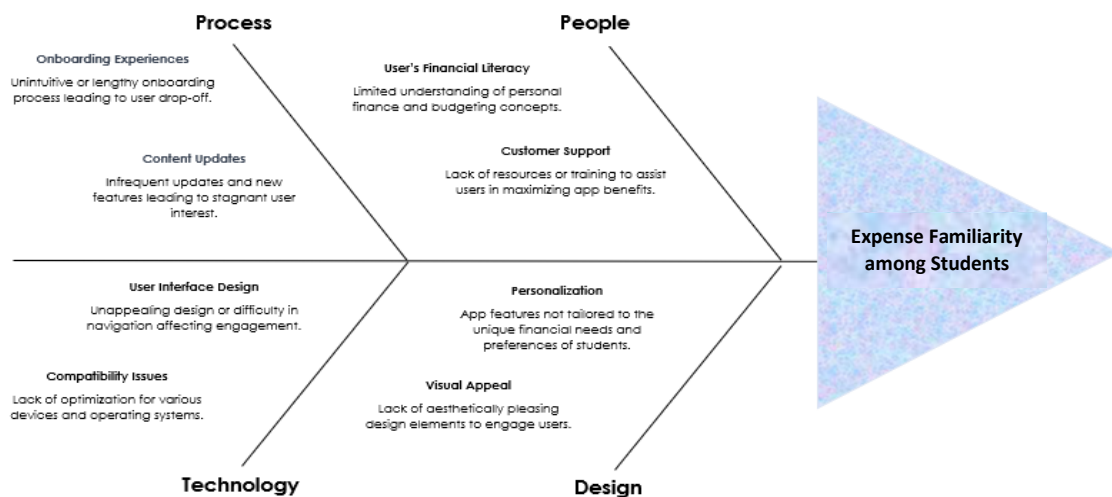 Process
People
Onboarding Experiences
Unintuitive or lengthy onboarding
process leading to user drop-off.
User's Financial Literacy
Limited understanding of personal
finance and budgeting concepts.
Content Updates
Infrequent updates and new
features leading to stagnant user
interest.
Customer Support
Lack of resources or training to assist
users in maximizing app benefits.
Expense Familiarity
among Students
User Interface Design
Unappealing design or difficulty in
navigation affecting engagement.
Personalization
App features not tailored to the
unique financial needs and
preferences of students.
Compatibility Issues
Lack of optimization for various
devices and operating systems.
Visual Appeal
Lack of aesthetically pleasing
design elements to engage users.
Technology
Design